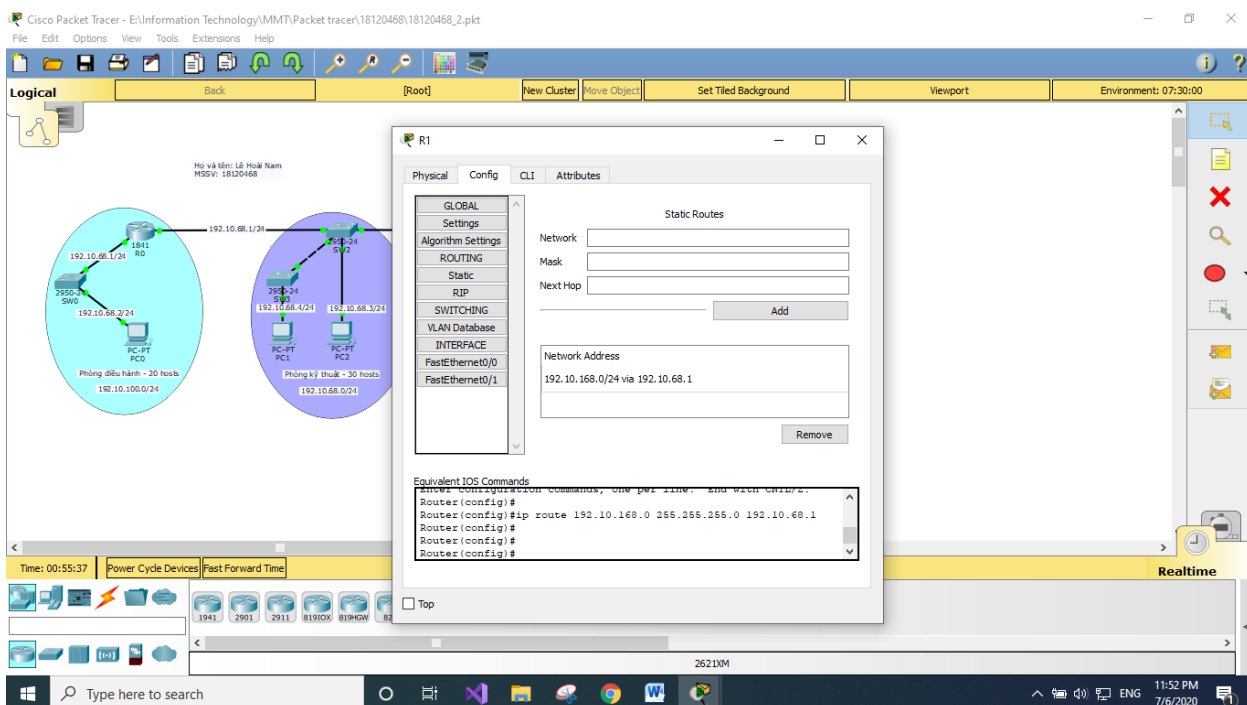 Cisco Packet Tracer - E:\Information Technology\MMT\Packet tracer\18120468\18120468_2.pkt
File Edit Options View Tools Extensions Help
Logical Back [Root] New Cluster Move Object Set Tiled Background Viewport Environment: 07:30:00
Họ và tên: Lê Hoài Nam
MSSV: 18120468
192.10.68.1/24
1841
R0
192.10.68.1/24
2950-24
SW0
192.10.68.2/24
PC-PT
PC0
Phòng điều hành - 20 hosts
192.10.100.0/24
2950-24
SW2
2950-24
SW3
192.10.68.4/24
192.10.68.3/24
PC-PT
PC1
PC-PT
PC2
Phòng kỹ thuật - 30 hosts
192.10.68.0/24
R1
Physical Config CLI Attributes
GLOBAL
Settings
Algorithm Settings
ROUTING
Static
RIP
SWITCHING
VLAN Database
INTERFACE
FastEthernet0/0
FastEthernet0/1
Static Routes
Network
Mask
Next Hop
Add
Network Address
192.10.168.0/24 via 192.10.68.1
Remove
Equivalent IOS Commands
Enter configuration commands, one per line. End with CNTL/Z.
Router(config)#
Router(config)#ip route 192.10.168.0 255.255.255.0 192.10.68.1
Router(config)#
Router(config)#
Router(config)#
Top
Time: 00:55:37 Power Cycle Devices Fast Forward Time
Realtime
1941 2901 2911 819IOX 819HGW
2621XM
Type here to search
ENG
11:52 PM
7/6/2020